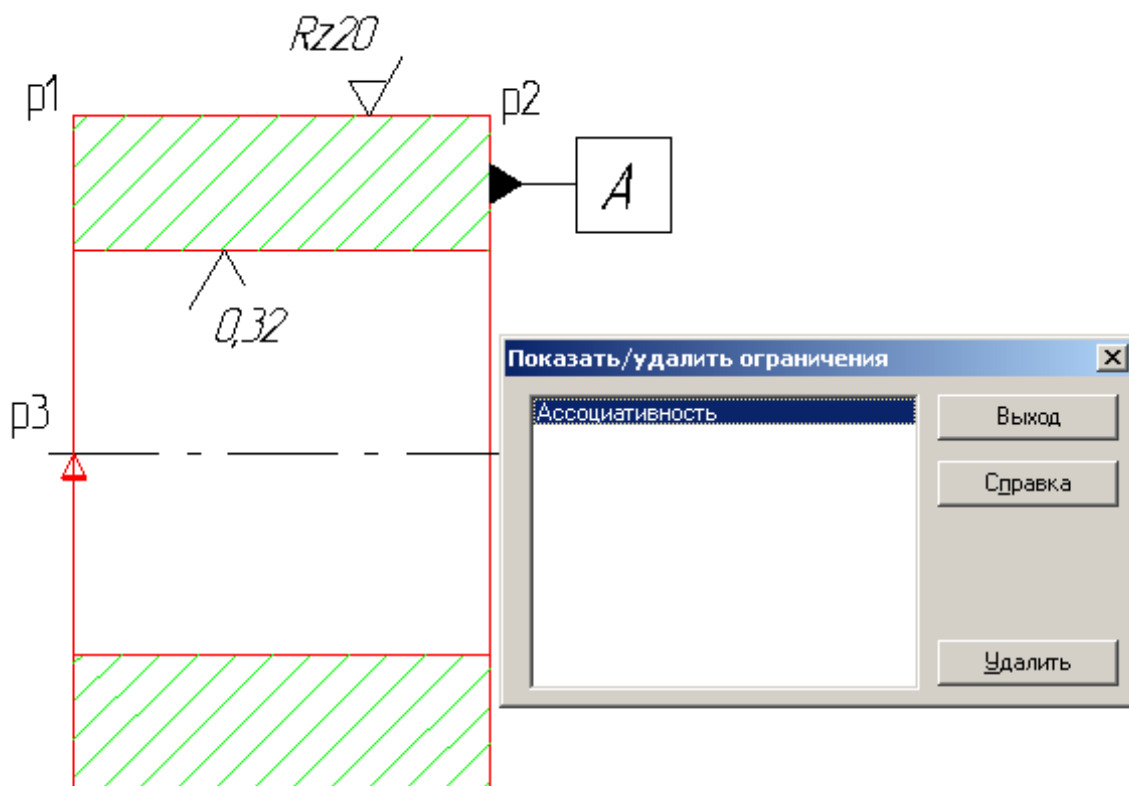 Rz20
p1
p2
A
0,32
Показать/удалить ограничения
Ассоциативность
Выход
p3
Справка
Удалить